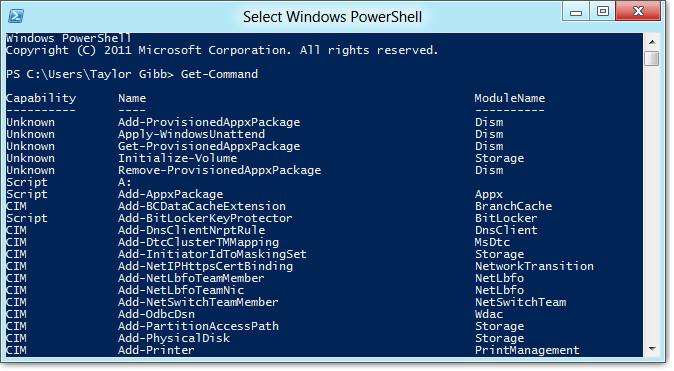 Select Windows PowerShell
Windows PowerShell
Copyright (C) 2011 Microsoft Corporation. All rights reserved.
PS C:\Users\Taylor Gibb> Get-Command
Capability Name ModuleName
---------- ---- ----------
Unknown Add-ProvisionedAppxPackage Dism
Unknown Apply-WindowsUnattend Dism
Unknown Get-ProvisionedAppxPackage Dism
Unknown Initialize-Volume Storage
Unknown Remove-ProvisionedAppxPackage Dism
Script A:
Script Add-AppxPackage Appx
CIM Add-BCDataCacheExtension BranchCache
Script Add-BitLockerKeyProtector BitLocker
CIM Add-DnsClientNrptRule DnsClient
CIM Add-DtcClusterTMMapping MsDtc
CIM Add-InitiatorIdToMaskingSet Storage
CIM Add-NetIPHttpsCertBinding NetworkTransition
CIM Add-NetLbfoTeamMember NetLbfo
CIM Add-NetLbfoTeamNic NetLbfo
CIM Add-NetSwitchTeamMember NetSwitchTeam
CIM Add-OdbcDsn Wdac
CIM Add-PartitionAccessPath Storage
CIM Add-PhysicalDisk Storage
CIM Add-Printer PrintManagement